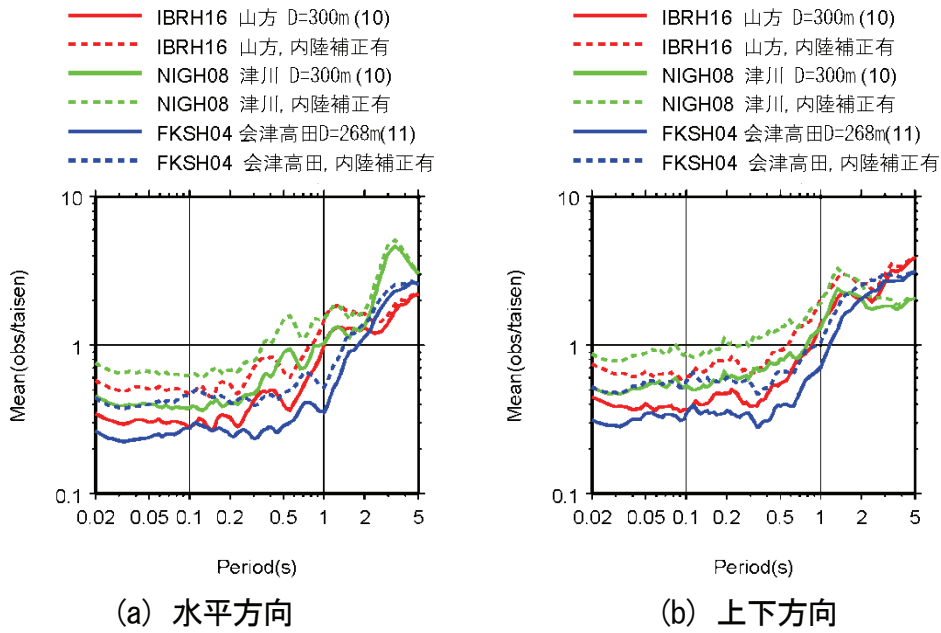 IBRH16 山方 D=300m (10)
IBRH16 山方, 内陸補正有
NIGH08 津川 D=300m (10)
NIGH08 津川, 内陸補正有
FKSH04 会津高田D=268m(11)
FKSH04 会津高田, 内陸補正有
10
1
0.1
Mean(obs/taisen)
0.02 0.05 0.1 0.2 0.5 1 2 5
Period(s)
(a) 水平方向
IBRH16 山方 D=300m (10)
IBRH16 山方, 内陸補正有
NIGH08 津川 D=300m (10)
NIGH08 津川, 内陸補正有
FKSH04 会津高田D=268m(11)
FKSH04 会津高田, 内陸補正有
10
1
0.1
Mean(obs/taisen)
0.02 0.05 0.1 0.2 0.5 1 2 5
Period(s)
(b) 上下方向